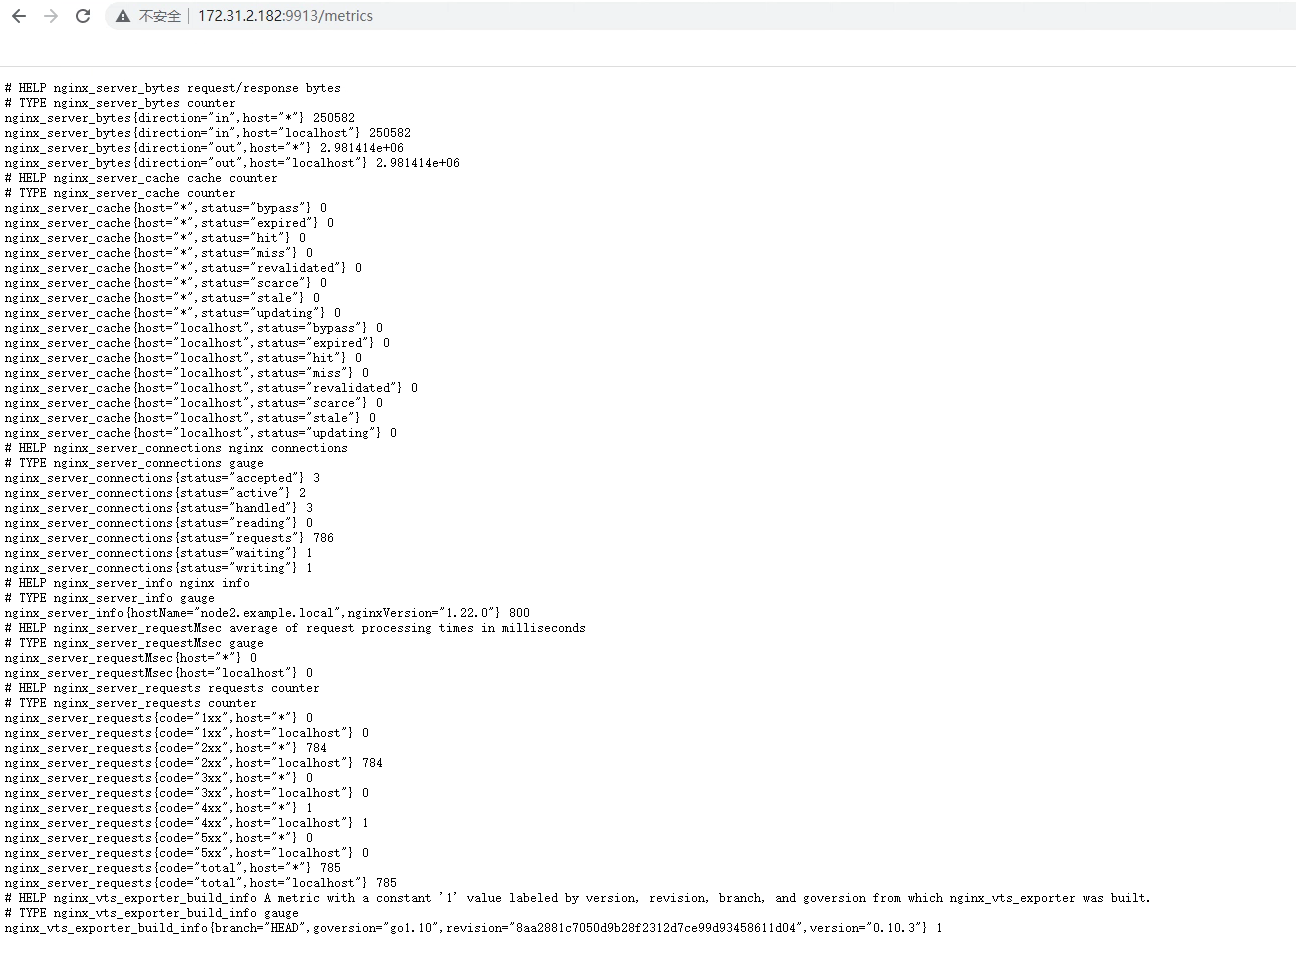 不安全 172.31.2.182:9913/metrics
# HELP nginx_server_bytes request/response bytes
# TYPE nginx_server_bytes counter
nginx_server_bytes{direction="in",host="*"} 250582
nginx_server_bytes{direction="in",host="localhost"} 250582
nginx_server_bytes{direction="out",host="*"} 2.981414e+06
nginx_server_bytes{direction="out",host="localhost"} 2.981414e+06
# HELP nginx_server_cache cache counter
# TYPE nginx_server_cache counter
nginx_server_cache{host="*",status="bypass"} 0
nginx_server_cache{host="*",status="expired"} 0
nginx_server_cache{host="*",status="hit"} 0
nginx_server_cache{host="*",status="miss"} 0
nginx_server_cache{host="*",status="revalidated"} 0
nginx_server_cache{host="*",status="scarce"} 0
nginx_server_cache{host="*",status="stale"} 0
nginx_server_cache{host="*",status="updating"} 0
nginx_server_cache{host="localhost",status="bypass"} 0
nginx_server_cache{host="localhost",status="expired"} 0
nginx_server_cache{host="localhost",status="hit"} 0
nginx_server_cache{host="localhost",status="miss"} 0
nginx_server_cache{host="localhost",status="revalidated"} 0
nginx_server_cache{host="localhost",status="scarce"} 0
nginx_server_cache{host="localhost",status="stale"} 0
nginx_server_cache{host="localhost",status="updating"} 0
# HELP nginx_server_connections nginx connections
# TYPE nginx_server_connections gauge
nginx_server_connections{status="accepted"} 3
nginx_server_connections{status="active"} 2
nginx_server_connections{status="handled"} 3
nginx_server_connections{status="reading"} 0
nginx_server_connections{status="requests"} 786
nginx_server_connections{status="waiting"} 1
nginx_server_connections{status="writing"} 1
# HELP nginx_server_info nginx info
# TYPE nginx_server_info gauge
nginx_server_info{hostName="node2.example.local",nginxVersion="1.22.0"} 800
# HELP nginx_server_requestMsec average of request processing times in milliseconds
# TYPE nginx_server_requestMsec gauge
nginx_server_requestMsec{host="*"} 0
nginx_server_requestMsec{host="localhost"} 0
# HELP nginx_server_requests requests counter
# TYPE nginx_server_requests counter
nginx_server_requests{code="1xx",host="*"} 0
nginx_server_requests{code="1xx",host="localhost"} 0
nginx_server_requests{code="2xx",host="*"} 784
nginx_server_requests{code="2xx",host="localhost"} 784
nginx_server_requests{code="3xx",host="*"} 0
nginx_server_requests{code="3xx",host="localhost"} 0
nginx_server_requests{code="4xx",host="*"} 1
nginx_server_requests{code="4xx",host="localhost"} 1
nginx_server_requests{code="5xx",host="*"} 0
nginx_server_requests{code="5xx",host="localhost"} 0
nginx_server_requests{code="total",host="*"} 785
nginx_server_requests{code="total",host="localhost"} 785
# HELP nginx_vts_exporter_build_info A metric with a constant '1' value labeled by version, revision, branch, and goversion from which nginx_vts_exporter was built.
# TYPE nginx_vts_exporter_build_info gauge
nginx_vts_exporter_build_info{branch="HEAD",goversion="go1.10",revision="8aa2881c7050d9b28f2312d7ce99d93458611d04",version="0.10.3"} 1